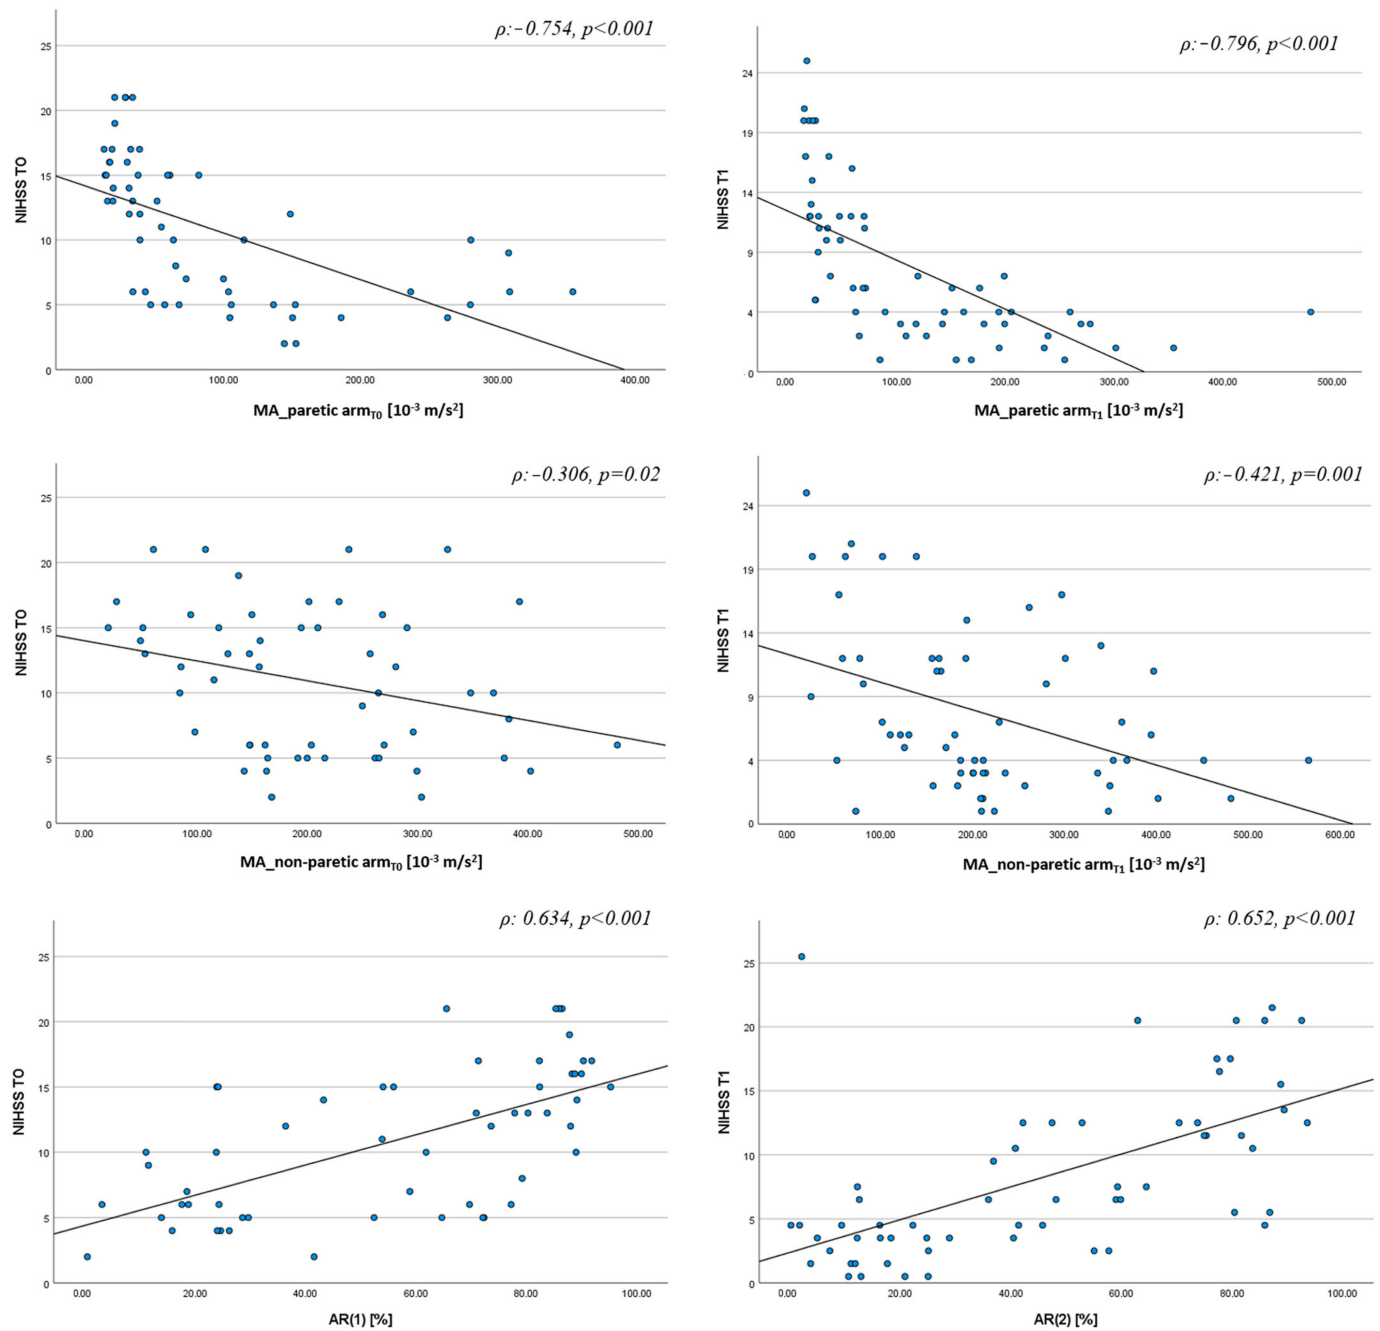 ρ:−0.754, p<0.001
25
20
15
10
5
0
NIHSS TO
0.00 100.00 200.00 300.00 400.00
MA_paretic armT0 [10-3 m/s2]
ρ:−0.796, p<0.001
24
19
14
9
4
0
NIHSS T1
0.00 100.00 200.00 300.00 400.00 500.00
MA_paretic armT1 [10-3 m/s2]
ρ:−0.306, p=0.02
25
20
15
10
5
0
NIHSS TO
0.00 100.00 200.00 300.00 400.00 500.00
MA_non-paretic armT0 [10-3 m/s2]
ρ:−0.421, p=0.001
24
19
14
9
4
0
NIHSS T1
0.00 100.00 200.00 300.00 400.00 500.00 600.00
MA_non-paretic armT1 [10-3 m/s2]
ρ: 0.634, p<0.001
25
20
15
10
5
0
NIHSS TO
0.00 20.00 40.00 60.00 80.00 100.00
AR(1) [%]
ρ: 0.652, p<0.001
25
20
15
10
5
0
NIHSS T1
0.00 20.00 40.00 60.00 80.00 100.00
AR(2) [%]